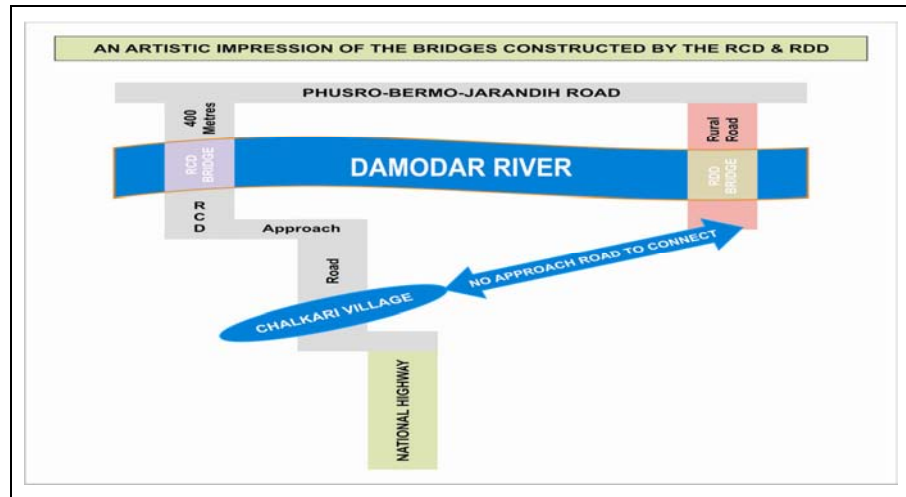 AN ARTISTIC IMPRESSION OF THE BRIDGES CONSTRUCTED BY THE RCD & RDD
PHUSRO-BERMO-JARANDIH ROAD
400
Metres
Rural
Road
RCD
BRIDGE
DAMODAR RIVER
RDD
BRIDGE
R
C
D
Approach
Road
NO APPROACH ROAD TO CONNECT
CHALKARI VILLAGE
NATIONAL HIGHWAY